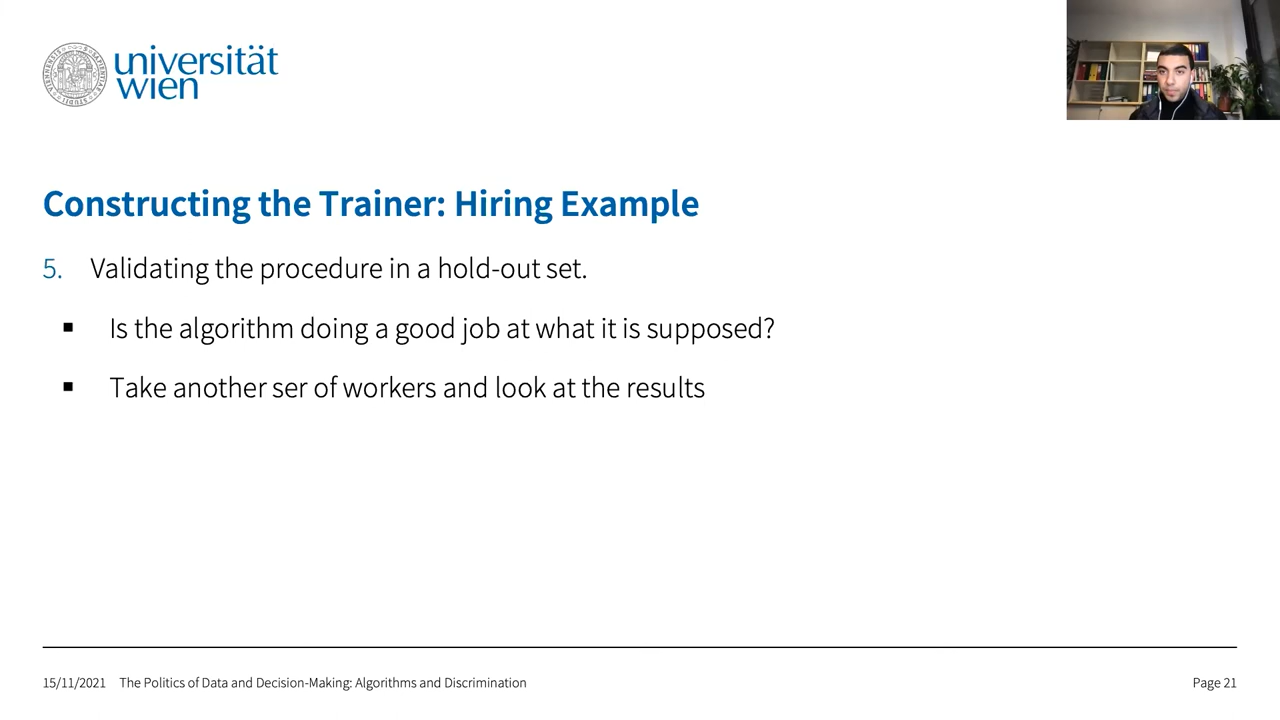 universität
wien
Constructing the Trainer: Hiring Example
5. Validating the procedure in a hold-out set.
▪ Is the algorithm doing a good job at what it is supposed?
▪ Take another ser of workers and look at the results
15/11/2021 The Politics of Data and Decision-Making: Algorithms and Discrimination Page 21